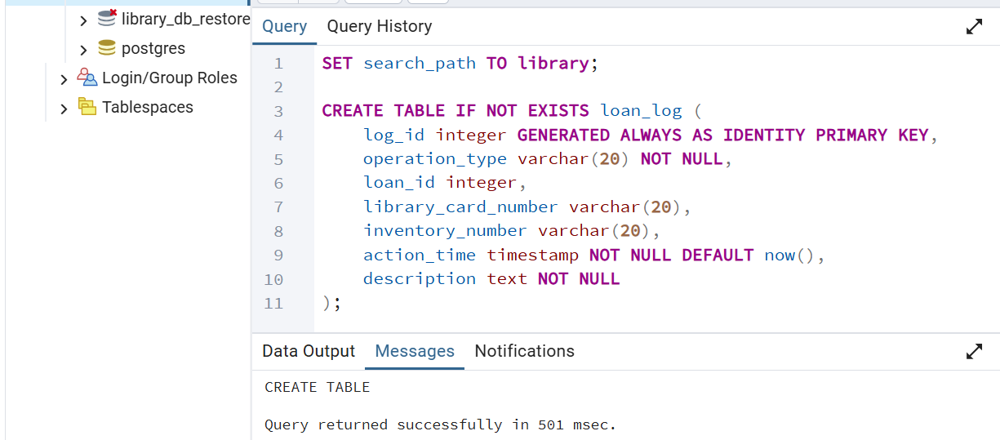 library_db_restore
postgres
Login/Group Roles
Tablespaces
Query Query History
1 SET search_path TO library;
2
3 CREATE TABLE IF NOT EXISTS loan_log (
4     log_id integer GENERATED ALWAYS AS IDENTITY PRIMARY KEY,
5     operation_type varchar(20) NOT NULL,
6     loan_id integer,
7     library_card_number varchar(20),
8     inventory_number varchar(20),
9     action_time timestamp NOT NULL DEFAULT now(),
10     description text NOT NULL
11 );
Data Output Messages Notifications
CREATE TABLE
Query returned successfully in 501 msec.